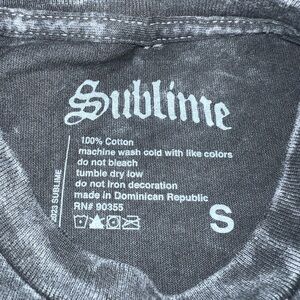 Sublime
100% Cotton
machine wash cold with like colors
do not bleach
tumble dry low
do not iron decoration
made in Dominican Republic
RN# 90355
2023 SUBLIME
S